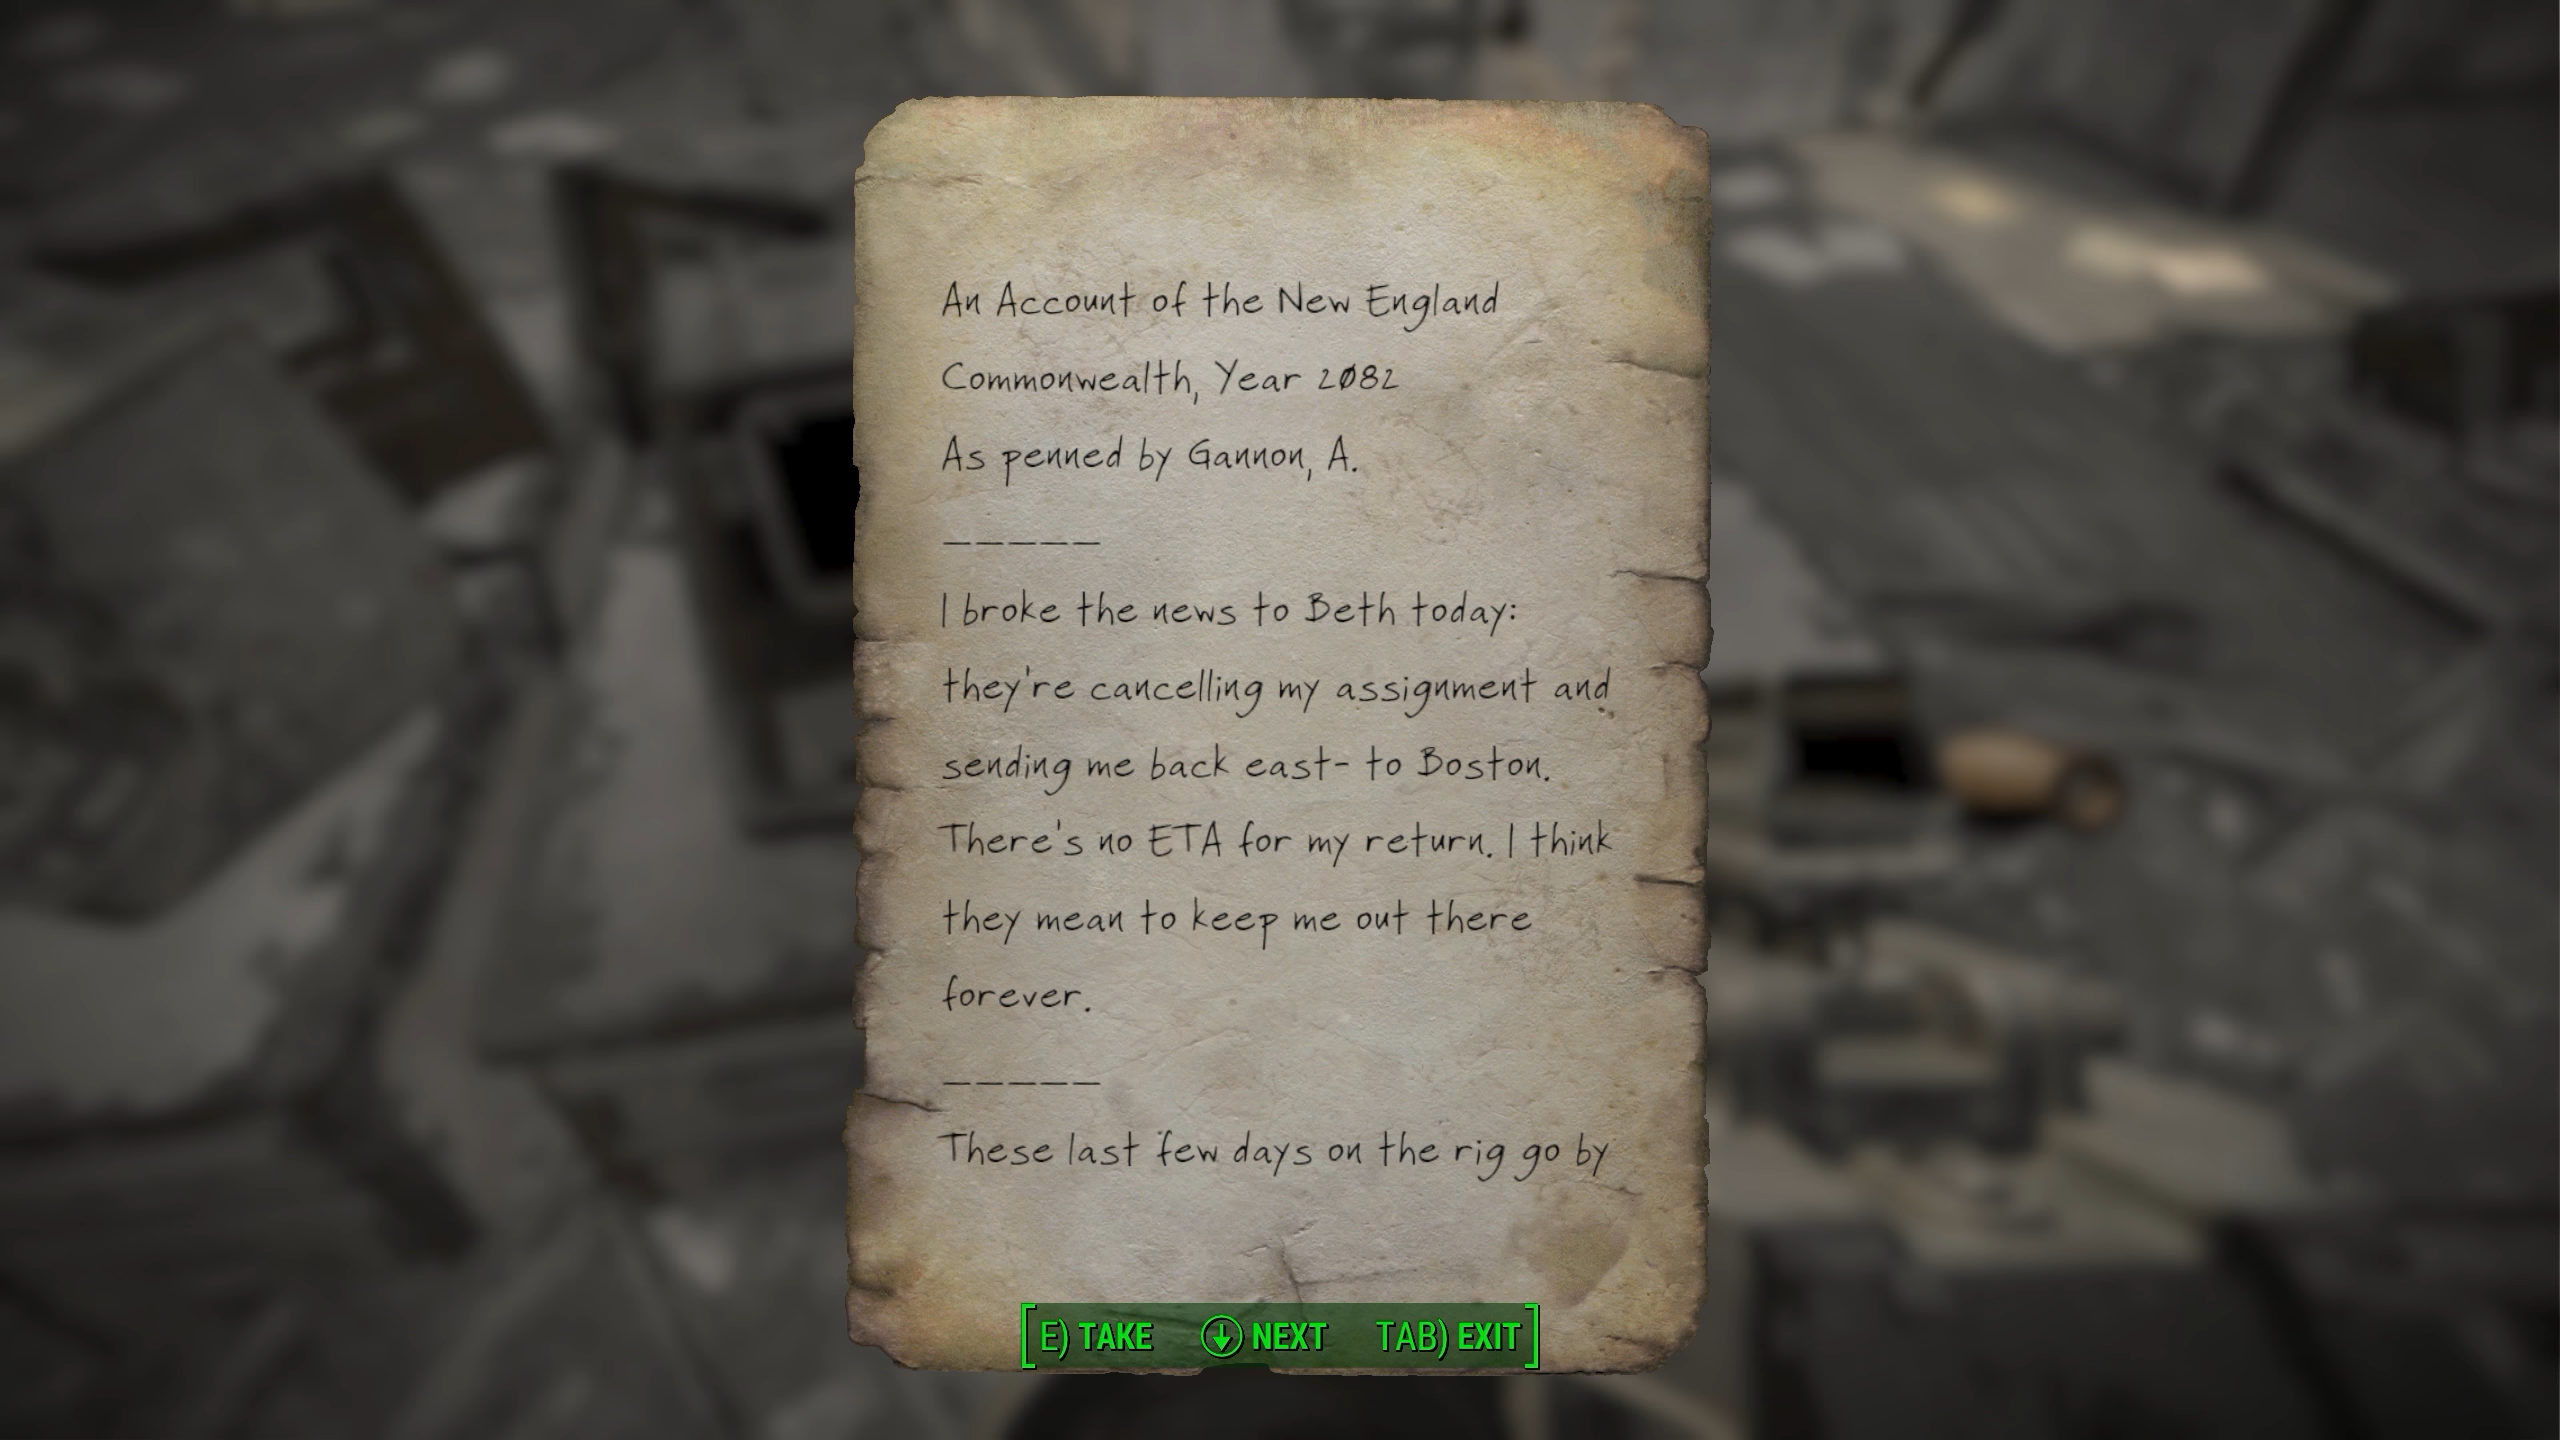 An Account of the New England
Commonwealth, Year 2082
As penned by Gannon, A.
-----
I broke the news to Beth today:
they're cancelling my assignment and
sending me back east- to Boston.
There's no ETA for my return. I think
they mean to keep me out there
forever.
-----
These last few days on the rig go by
E) TAKE NEXT TAB) EXIT